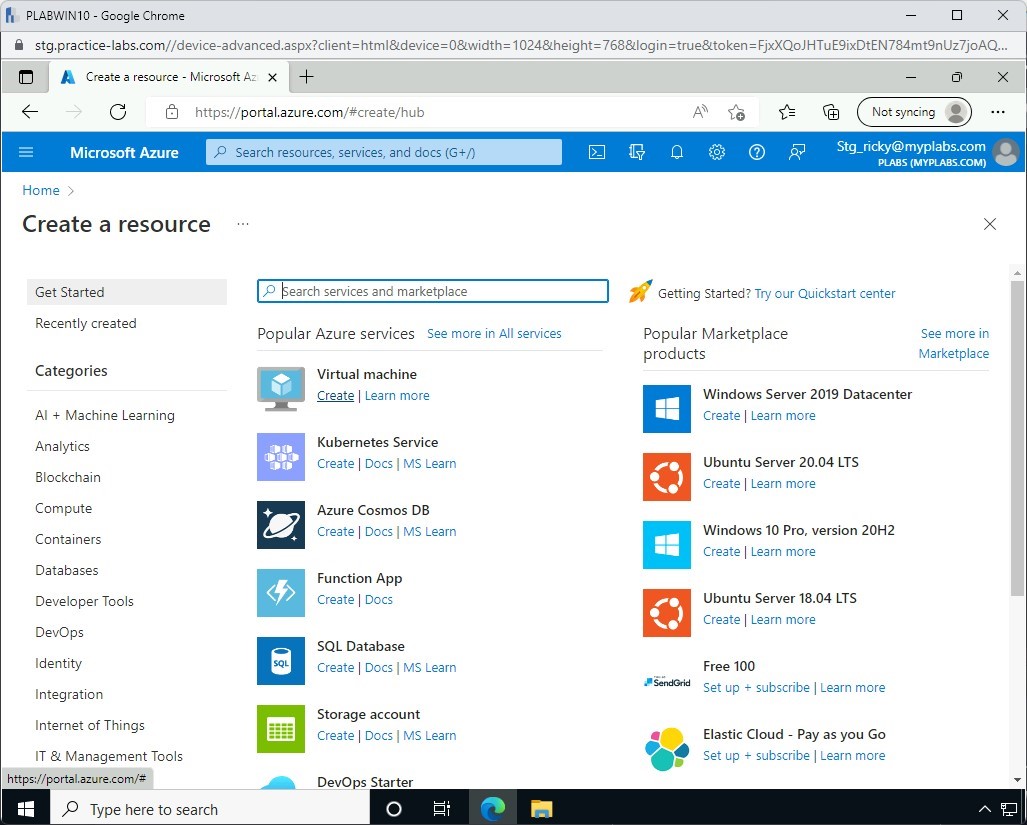 PLABWIN10 - Google Chrome
stg.practice-labs.com//device-advanced.aspx?client=html&device=0&width=1024&height=768&login=true&token=FjxXQoJHTuE9ixDtEN784mt9nUz7joAQ...
Create a resource - Microsoft Az
https://portal.azure.com/#create/hub
Not syncing
Microsoft Azure
Search resources, services, and docs (G+/)
Stg_ricky@myplabs.com
PLABS (MYPLABS.COM)
Home
Create a resource
Get Started
Recently created
Categories
AI + Machine Learning
Analytics
Blockchain
Compute
Containers
Databases
Developer Tools
DevOps
Identity
Integration
Internet of Things
IT & Management Tools
Search services and marketplace
Getting Started? Try our Quickstart center
Popular Azure services See more in All services
Virtual machine
Create | Learn more
Kubernetes Service
Create | Docs | MS Learn
Azure Cosmos DB
Create | Docs | MS Learn
Function App
Create | Docs
SQL
SQL Database
Create | Docs | MS Learn
Storage account
Create | Docs | MS Learn
DevOps Starter
Popular Marketplace
products
See more in
Marketplace
Windows Server 2019 Datacenter
Create | Learn more
Ubuntu Server 20.04 LTS
Create | Learn more
Windows 10 Pro, version 20H2
Create | Learn more
Ubuntu Server 18.04 LTS
Create | Learn more
SendGrid
Free 100
Set up + subscribe | Learn more
Elastic Cloud - Pay as you Go
Set up + subscribe | Learn more
https://portal.azure.com/#
Type here to search